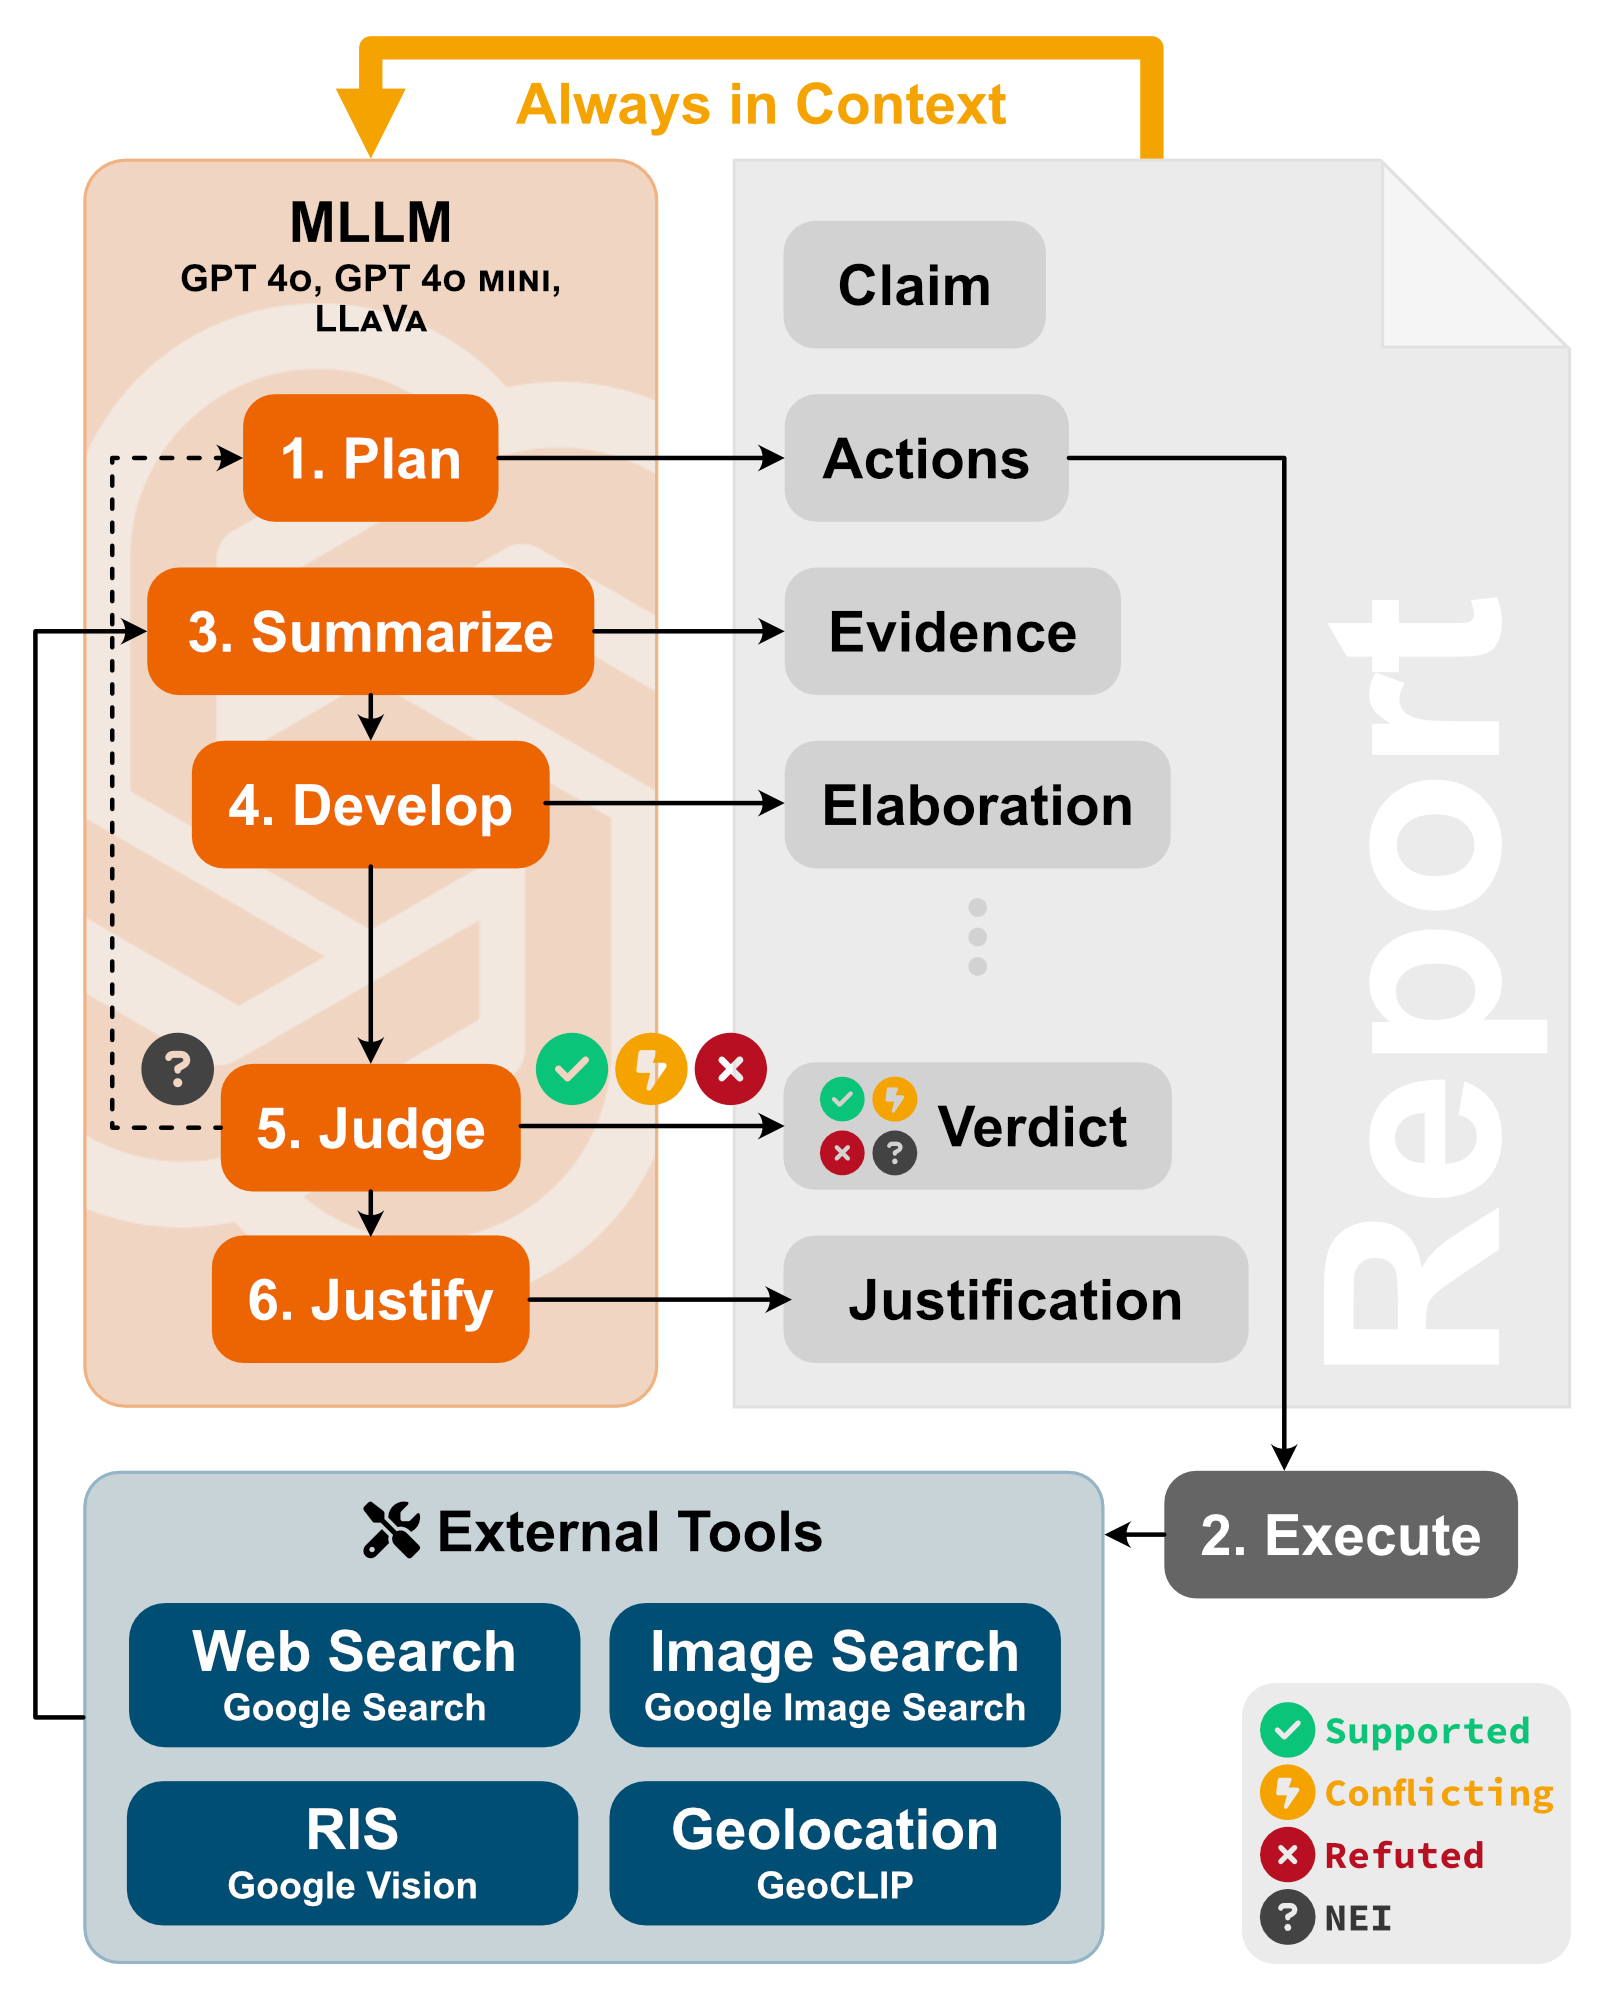 Always in Context
MLLM
GPT 4o, GPT 4o mini,
LLaVa
1. Plan
3. Summarize
4. Develop
5. Judge
6. Justify
Claim
Actions
Evidence
Elaboration
Verdict
Justification
Report
2. Execute
External Tools
Web Search
Google Search
Image Search
Google Image Search
RIS
Google Vision
Geolocation
GeoCLIP
Supported
Conflicting
Refuted
NEI